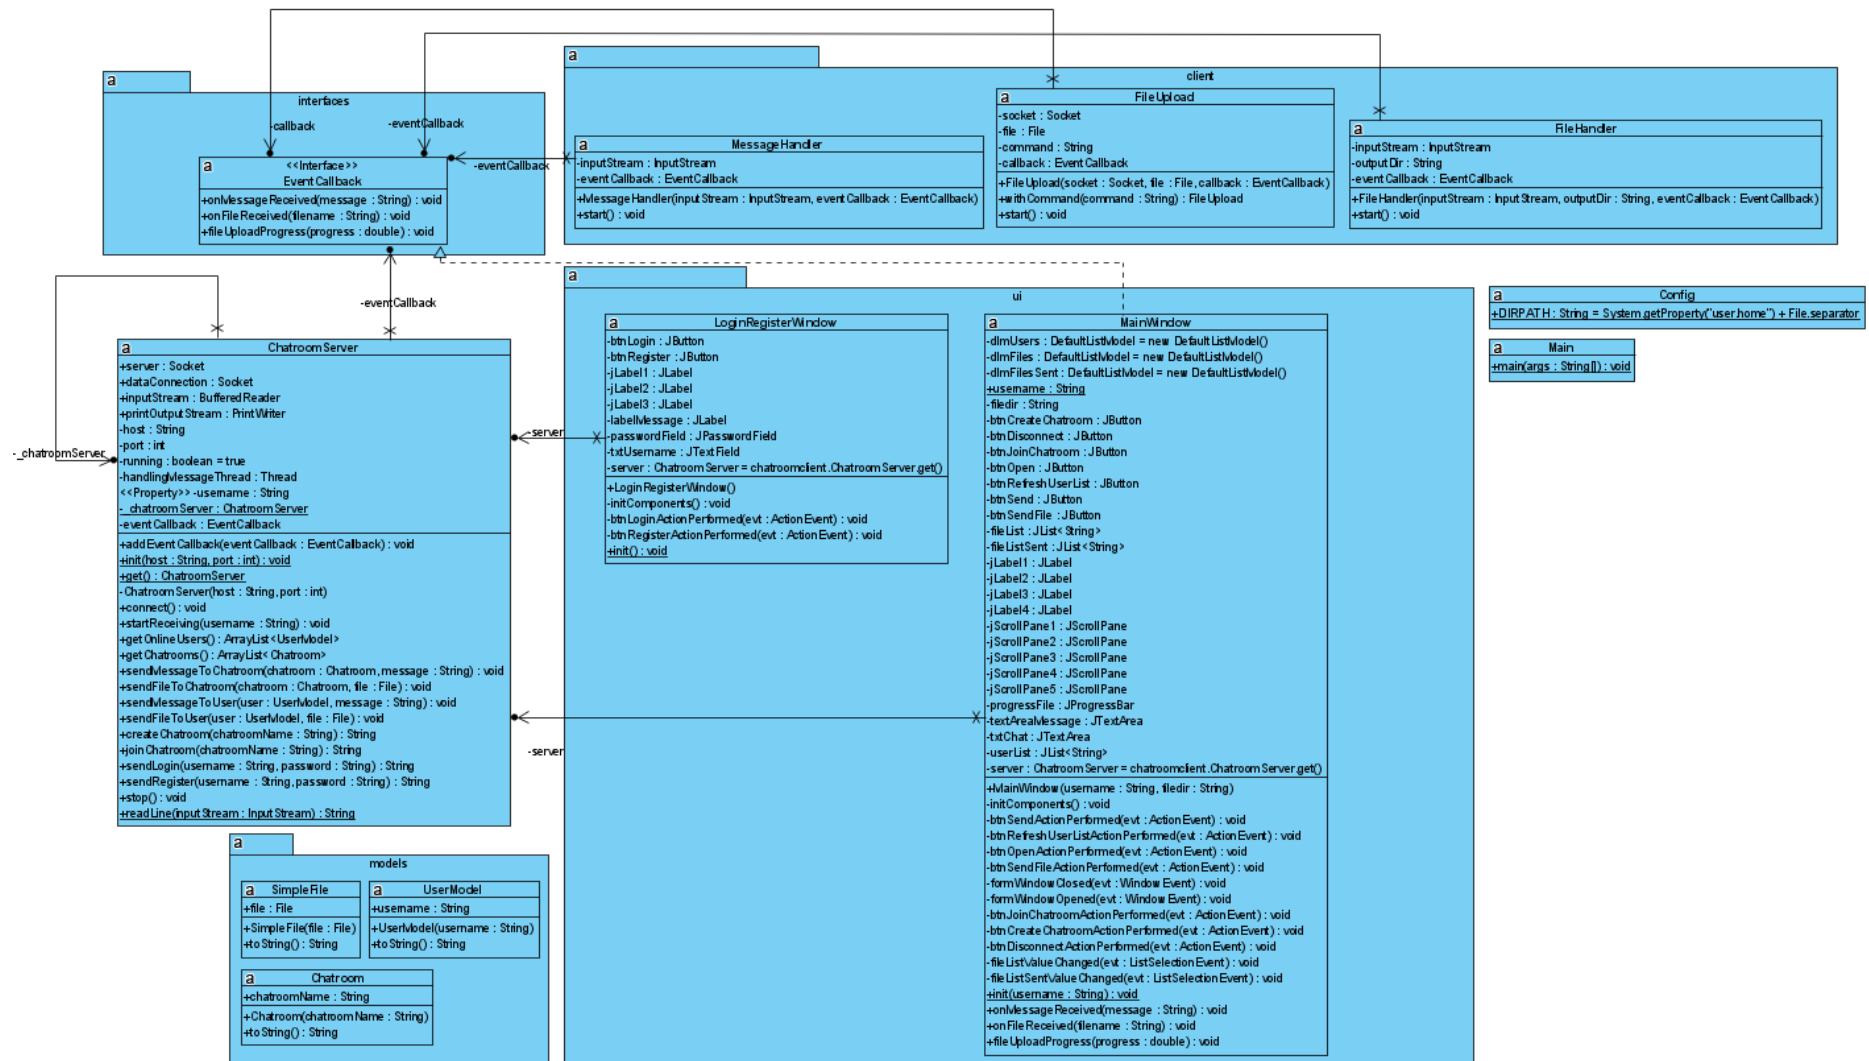 a
interfaces
-callback
-eventCallback
a
<<Interface>>
EventCallback
+onMessageReceived(message : String) : void
+onFileReceived(filename : String) : void
+fileUploadProgress(progress : double) : void
a
client
-eventCallback
a
MessageHandler
-inputStream : InputStream
-eventCallback : EventCallback
+MessageHandler(inputStream : InputStream, eventCallback : EventCallback)
+start() : void
a
FileUpload
-socket : Socket
-file : File
-command : String
-callback : EventCallback
+FileUpload(socket : Socket, file : File, callback : EventCallback)
+withCommand(command : String) : FileUpload
+start() : void
a
FileHandler
-inputStream : InputStream
-outputDir : String
-eventCallback : EventCallback
+FileHandler(inputStream : InputStream, outputDir : String, eventCallback : EventCallback)
+start() : void
-eventCallback
-_chatroomServer
a
ChatroomServer
+server : Socket
+dataConnection : Socket
+inputStream : BufferedReader
+printOutputStream : PrintWriter
-host : String
-port : int
-running : boolean = true
-handlingMessageThread : Thread
<<Property>> -username : String
-_chatroomServer : ChatroomServer
-eventCallback : EventCallback
+addEventCallback(eventCallback : EventCallback) : void
+init(host : String, port : int) : void
+get() : ChatroomServer
-ChatroomServer(host : String, port : int)
+connect() : void
+startReceiving(username : String) : void
+getOnlineUsers() : ArrayList<UserModel>
+getChatrooms() : ArrayList<Chatroom>
+sendMessageToChatroom(chatroom : Chatroom, message : String) : void
+sendFileToChatroom(chatroom : Chatroom, file : File) : void
+sendMessageToUser(user : UserModel, message : String) : void
+sendFileToUser(user : UserModel, file : File) : void
+createChatroom(chatroomName : String) : String
+joinChatroom(chatroomName : String) : String
+sendLogin(username : String, password : String) : String
+sendRegister(username : String, password : String) : String
+stop() : void
+readLine(inputStream : InputStream) : String
-server
-server
a
ui
a
LoginRegisterWindow
-btnLogin : JButton
-btnRegister : JButton
-jLabel1 : JLabel
-jLabel2 : JLabel
-jLabel3 : JLabel
-labelMessage : JLabel
-passwordField : JPasswordField
-txtUsername : JTextField
-server : ChatroomServer = chatroomclient.ChatroomServer.get()
+LoginRegisterWindow()
-initComponents() : void
-btnLoginActionPerformed(evt : ActionEvent) : void
-btnRegisterActionPerformed(evt : ActionEvent) : void
+init() : void
a
MainWindow
-dlmUsers : DefaultListModel = new DefaultListModel()
-dlmFiles : DefaultListModel = new DefaultListModel()
-dlmFilesSent : DefaultListModel = new DefaultListModel()
+username : String
-filedir : String
-btnCreateChatroom : JButton
-btnDisconnect : JButton
-btnJoinChatroom : JButton
-btnOpen : JButton
-btnRefreshUserList : JButton
-btnSend : JButton
-btnSendFile : JButton
-fileList : JList<String>
-fileListSent : JList<String>
-jLabel1 : JLabel
-jLabel2 : JLabel
-jLabel3 : JLabel
-jLabel4 : JLabel
-jScrollPane1 : JScrollPane
-jScrollPane2 : JScrollPane
-jScrollPane3 : JScrollPane
-jScrollPane4 : JScrollPane
-jScrollPane5 : JScrollPane
-progressFile : JProgressBar
-textAreaMessage : JTextArea
-txtChat : JTextArea
-userList : JList<String>
-server : ChatroomServer = chatroomclient.ChatroomServer.get()
+MainWindow(username : String, filedir : String)
-initComponents() : void
-btnSendActionPerformed(evt : ActionEvent) : void
-btnRefreshUserListActionPerformed(evt : ActionEvent) : void
-btnOpenActionPerformed(evt : ActionEvent) : void
-btnSendFileActionPerformed(evt : ActionEvent) : void
-formWindowClosed(evt : WindowEvent) : void
-formWindowOpened(evt : WindowEvent) : void
-btnJoinChatroomActionPerformed(evt : ActionEvent) : void
-btnCreateChatroomActionPerformed(evt : ActionEvent) : void
-btnDisconnectActionPerformed(evt : ActionEvent) : void
-fileListValueChanged(evt : ListSelectionEvent) : void
-fileListSentValueChanged(evt : ListSelectionEvent) : void
+init(username : String) : void
+onMessageReceived(message : String) : void
+onFileReceived(filename : String) : void
+fileUploadProgress(progress : double) : void
a
Config
+DIRPATH : String = System.getProperty("user.home") + File.separator
a
Main
+main(args : String[]) : void
a
models
a
SimpleFile
+file : File
+SimpleFile(file : File)
+toString() : String
a
UserModel
+username : String
+UserModel(username : String)
+toString() : String
a
Chatroom
+chatroomName : String
+Chatroom(chatroomName : String)
+toString() : String